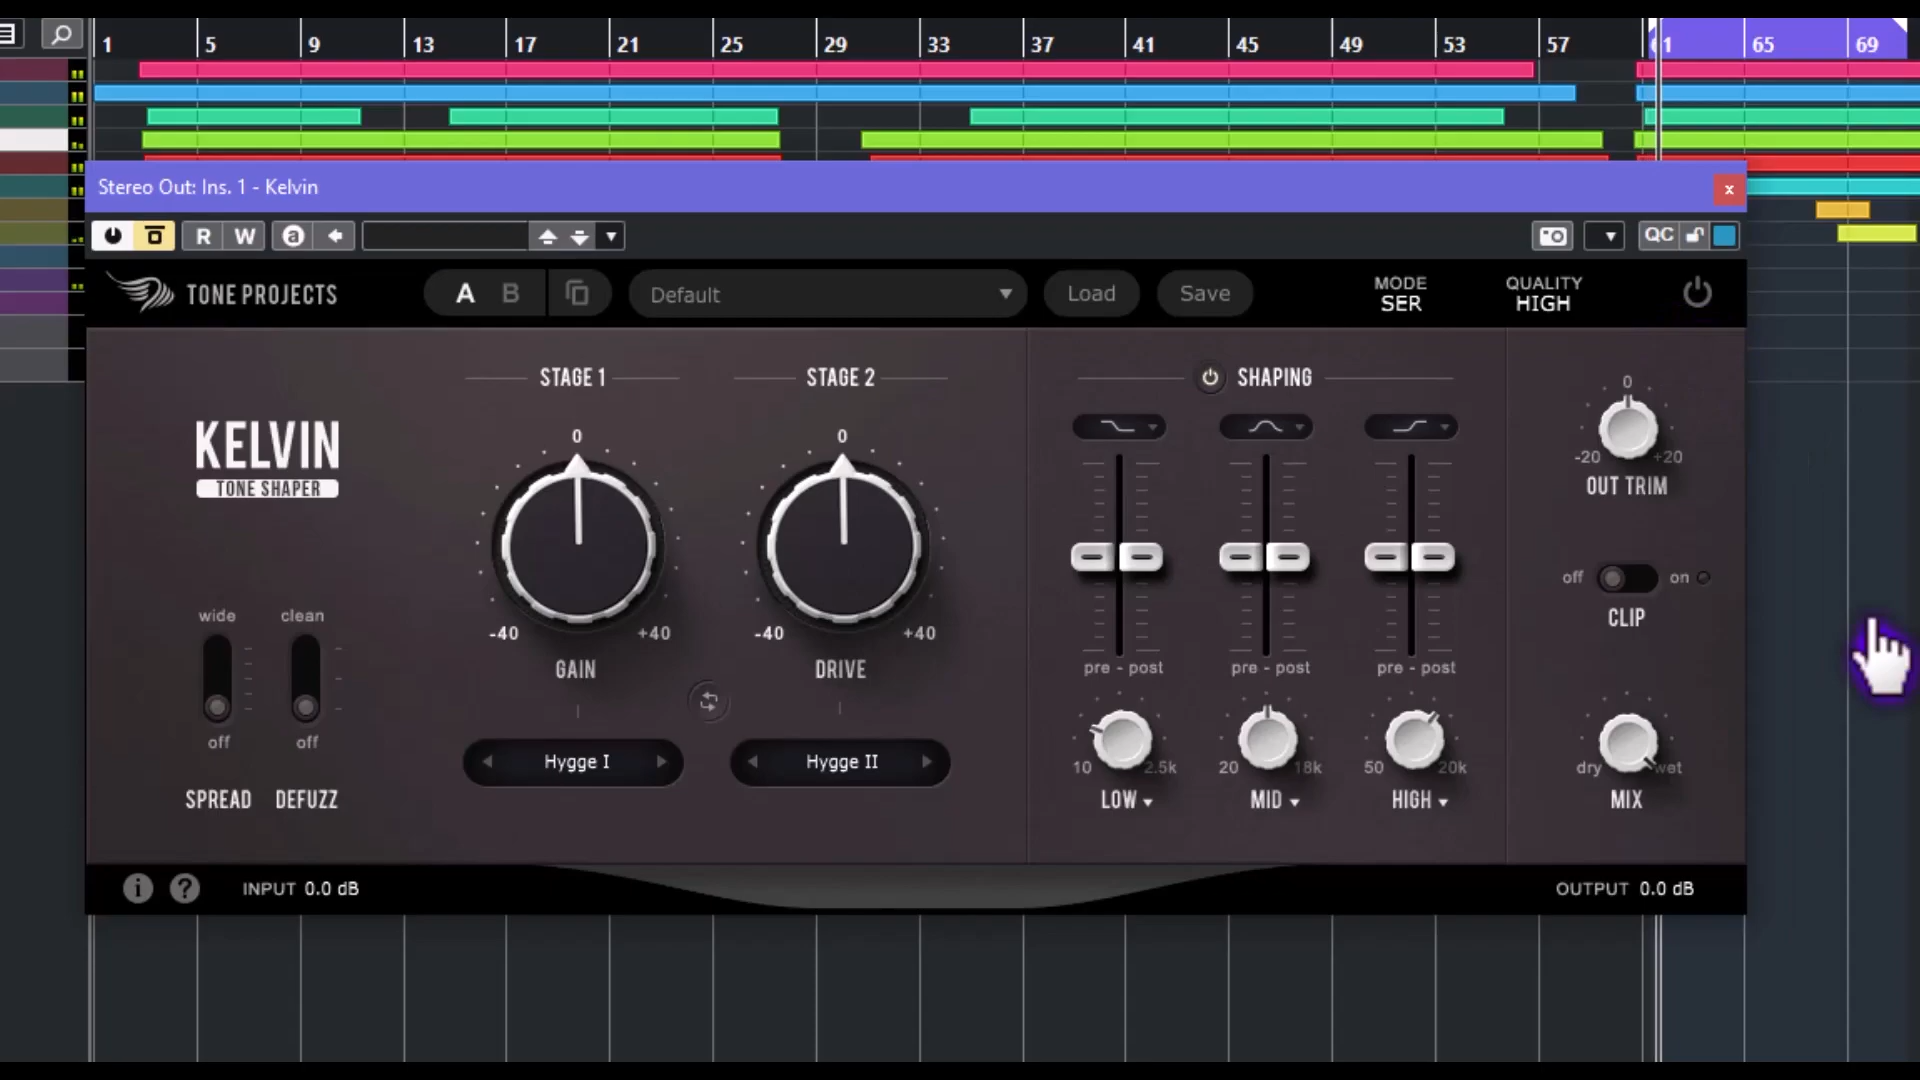 1 5 9 13 17 21 25 29 33 37 41 45 49 53 57 61 65 69
Stereo Out: Ins. 1 - Kelvin x
R W a QC
TONE PROJECTS A B Default Load Save MODE SER QUALITY HIGH
STAGE 1 STAGE 2 SHAPING
0 0 0
-20 +20
OUT TRIM
KELVIN
TONE SHAPER
off on
CLIP
wide clean
-40 +40 -40 +40
GAIN DRIVE
pre - post pre - post pre - post
off off
Hygge I Hygge II
10 2.5k 20 18k 50 20k dry wet
SPREAD DEFUZZ LOW MID HIGH MIX
i ? INPUT 0.0 dB OUTPUT 0.0 dB